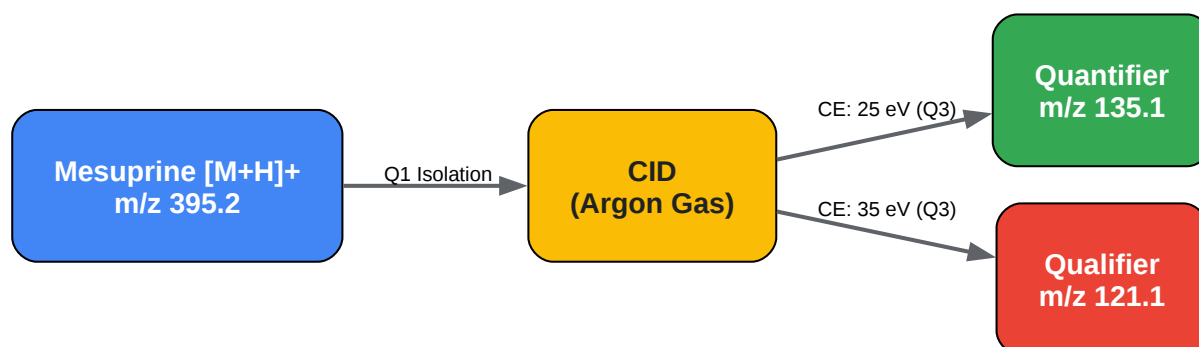 Mesuprine [M+H]+
m/z 395.2
Q1 Isolation
CID
(Argon Gas)
CE: 25 eV (Q3)
Quantifier
m/z 135.1
CE: 35 eV (Q3)
Qualifier
m/z 121.1